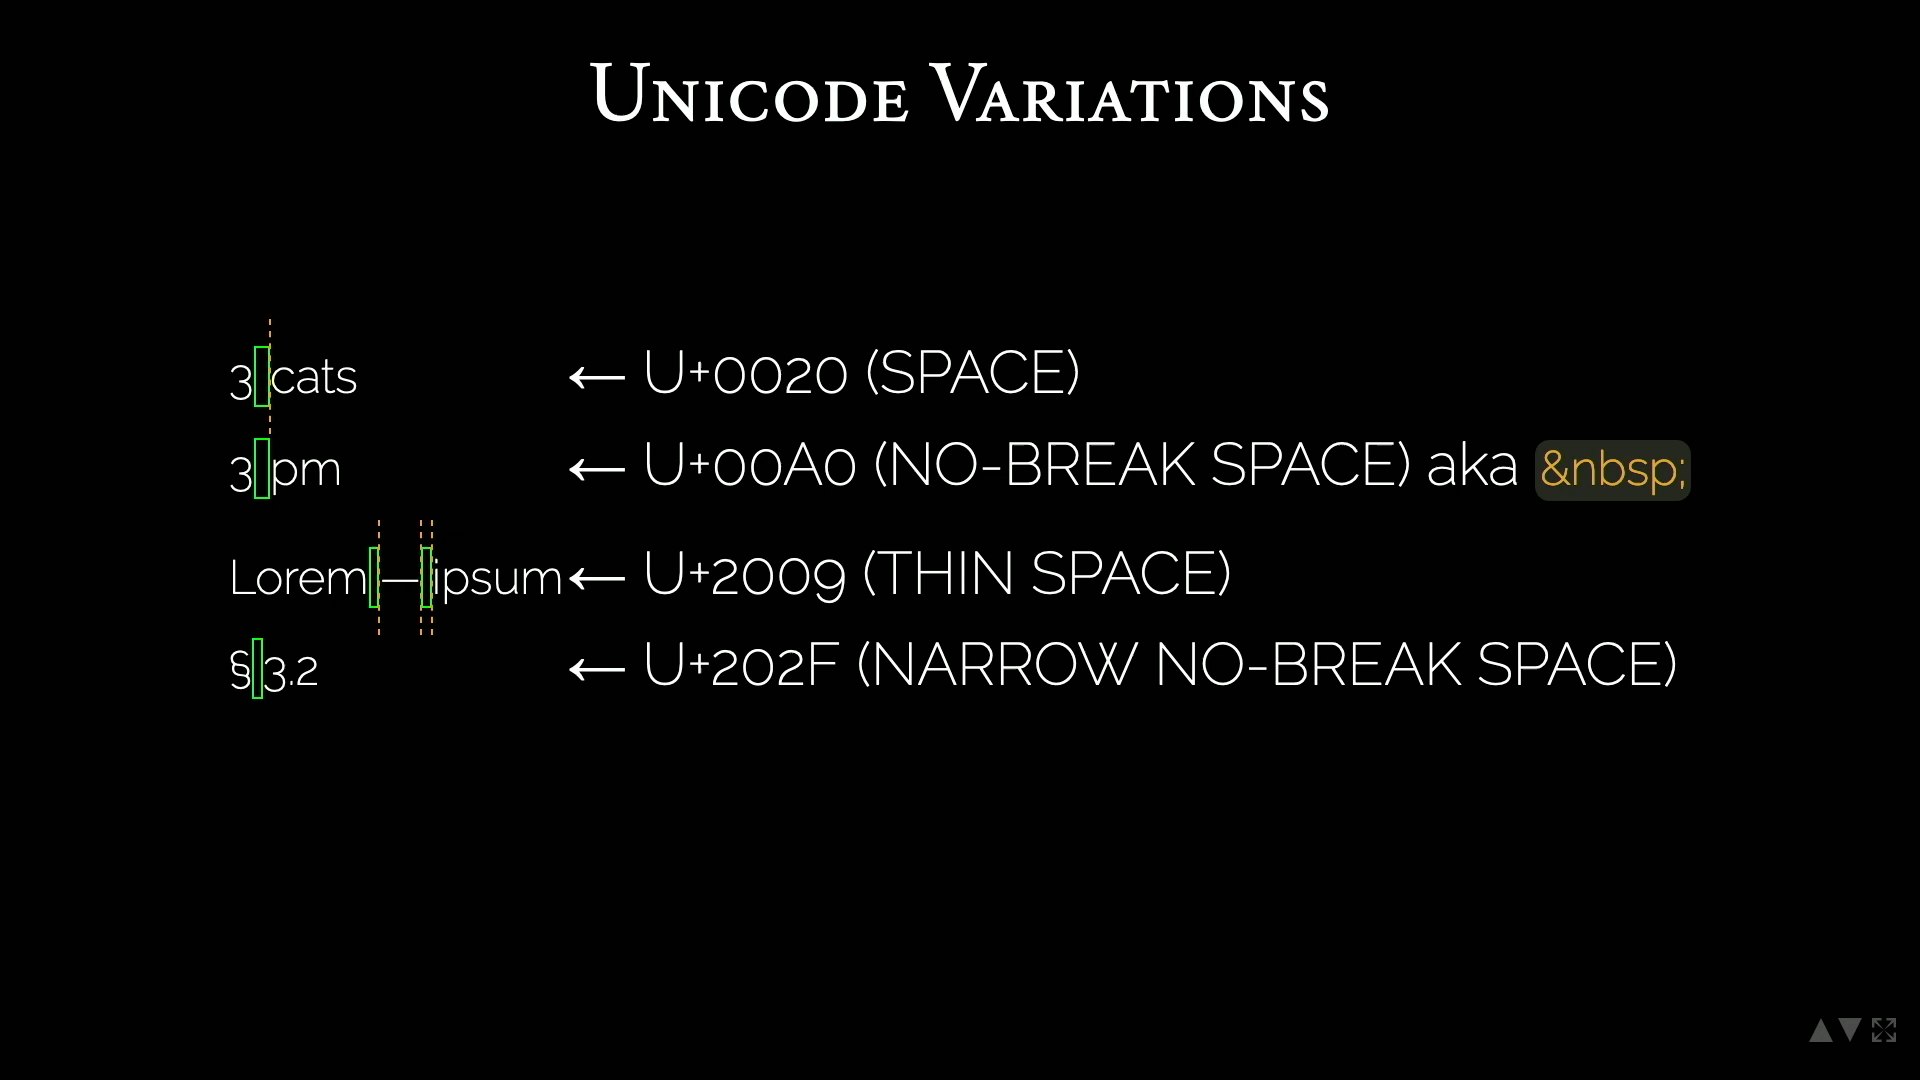 Unicode Variations
3 cats ← U+0020 (SPACE)
3 pm ← U+00A0 (NO-BREAK SPACE) aka &nbsp;
Lorem — ipsum ← U+2009 (THIN SPACE)
§ 3.2 ← U+202F (NARROW NO-BREAK SPACE)